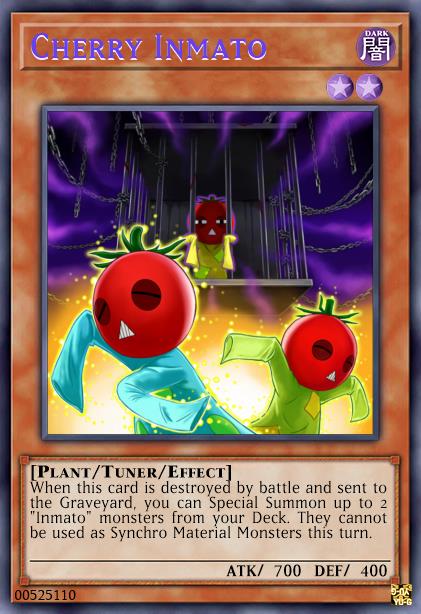 Cherry Inmato
DARK
闇
[Plant/Tuner/Effect]
When this card is destroyed by battle and sent to
the Graveyard, you can Special Summon up to 2
"Inmato" monsters from your Deck. They cannot
be used as Synchro Material Monsters this turn.
ATK/ 700 DEF/ 400
00525110